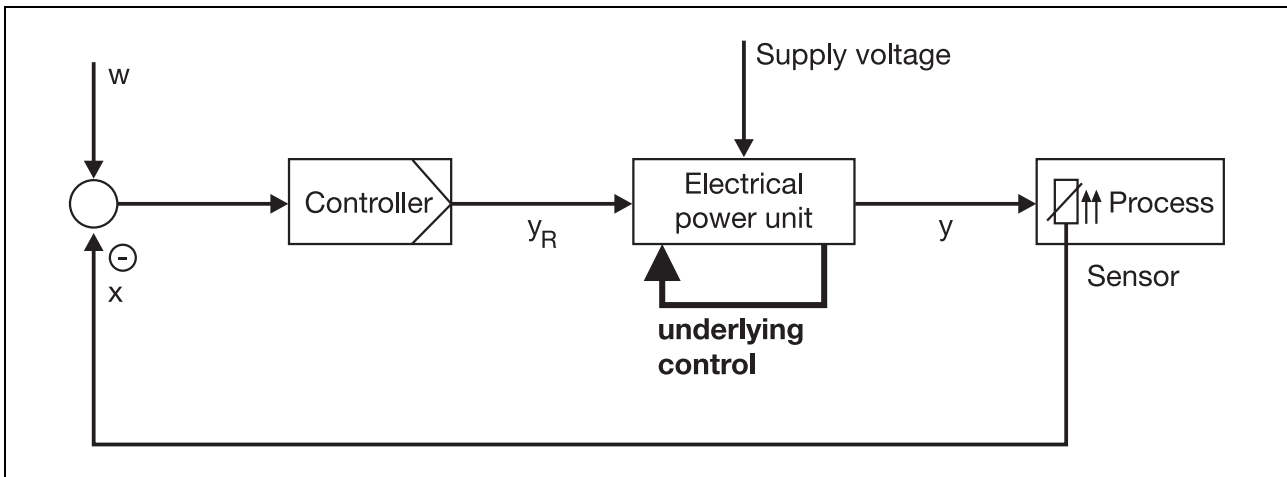 w
Supply voltage
Controller
y_R
Electrical
power unit
y
Process
Sensor
-
x
underlying
control